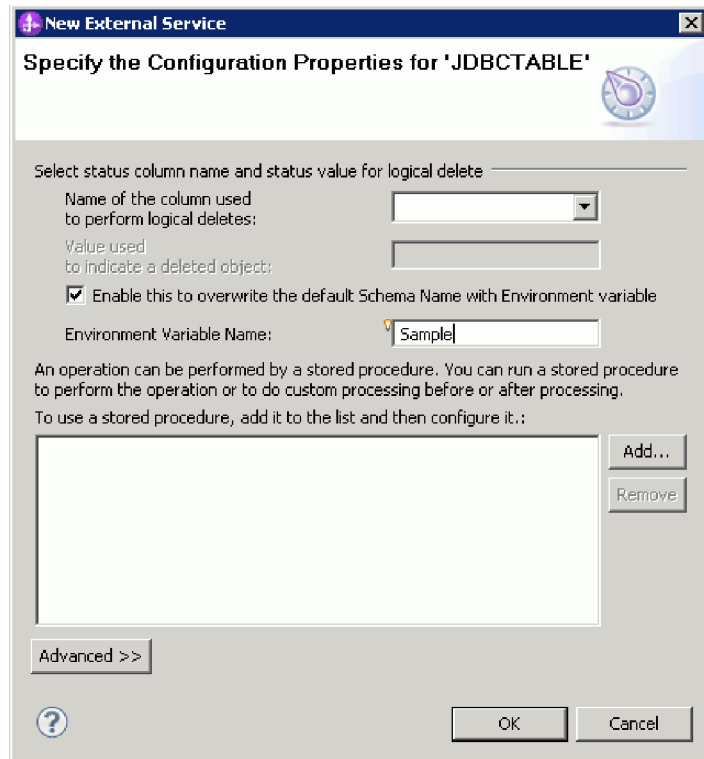 New External Service
Specify the Configuration Properties for 'JDBCTABLE'
Select status column name and status value for logical delete
Name of the column used
to perform logical deletes:
Value used
to indicate a deleted object:
Enable this to overwrite the default Schema Name with Environment variable
Environment Variable Name:
Sample
An operation can be performed by a stored procedure. You can run a stored procedure
to perform the operation or to do custom processing before or after processing.
To use a stored procedure, add it to the list and then configure it.:
Add...
Remove
Advanced >>
?
OK
Cancel